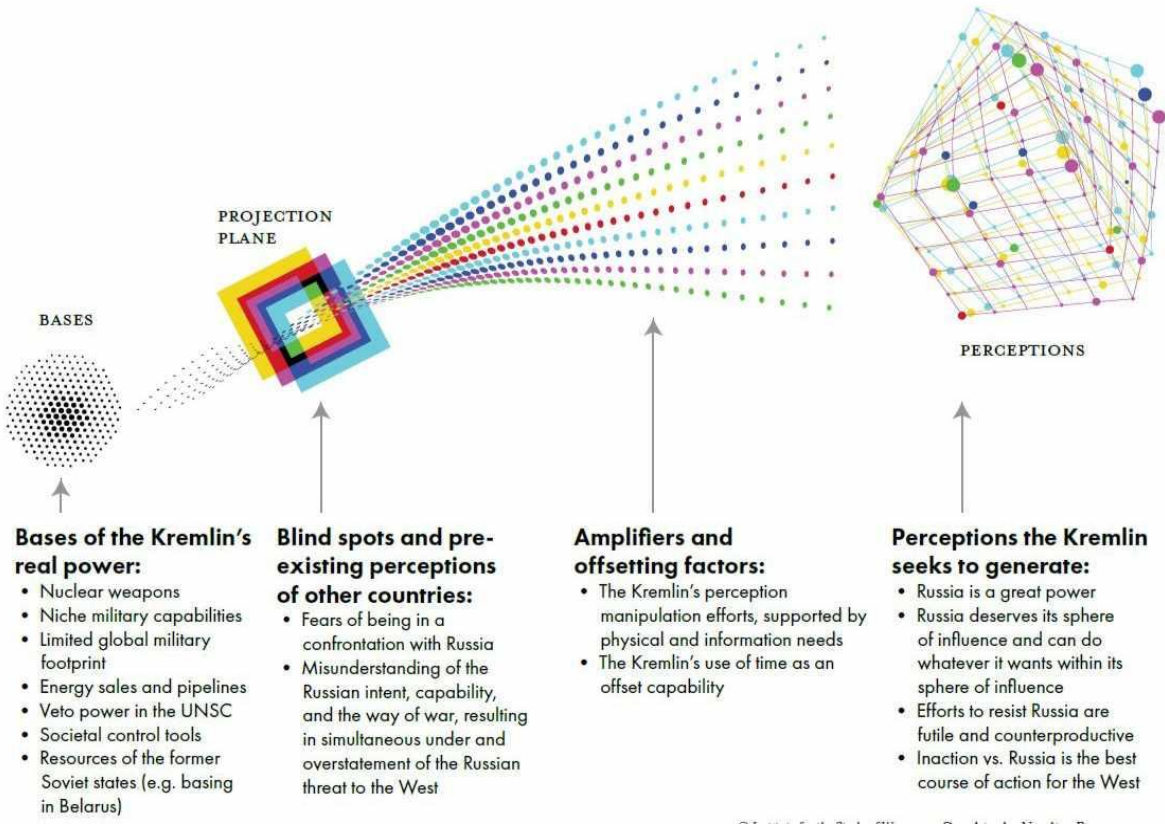 PROJECTION
PLANE
BASES
PERCEPTIONS
Bases of the Kremlin's
real power:
• Nuclear weapons
• Niche military capabilities
• Limited global military
footprint
• Energy sales and pipelines
• Veto power in the UNSC
• Societal control tools
• Resources of the former
Soviet states (e.g. basing
in Belarus)
Blind spots and pre-
existing perceptions
of other countries:
• Fears of being in a
confrontation with Russia
• Misunderstanding of the
Russian intent, capability,
and the way of war, resulting
in simultaneous under and
overstatement of the Russian
threat to the West
Amplifiers and
offsetting factors:
• The Kremlin's perception
manipulation efforts, supported by
physical and information needs
• The Kremlin's use of time as an
offset capability
Perceptions the Kremlin
seeks to generate:
• Russia is a great power
• Russia deserves its sphere
of influence and can do
whatever it wants within its
sphere of influence
• Efforts to resist Russia are
futile and counterproductive
• Inaction vs. Russia is the best
course of action for the West